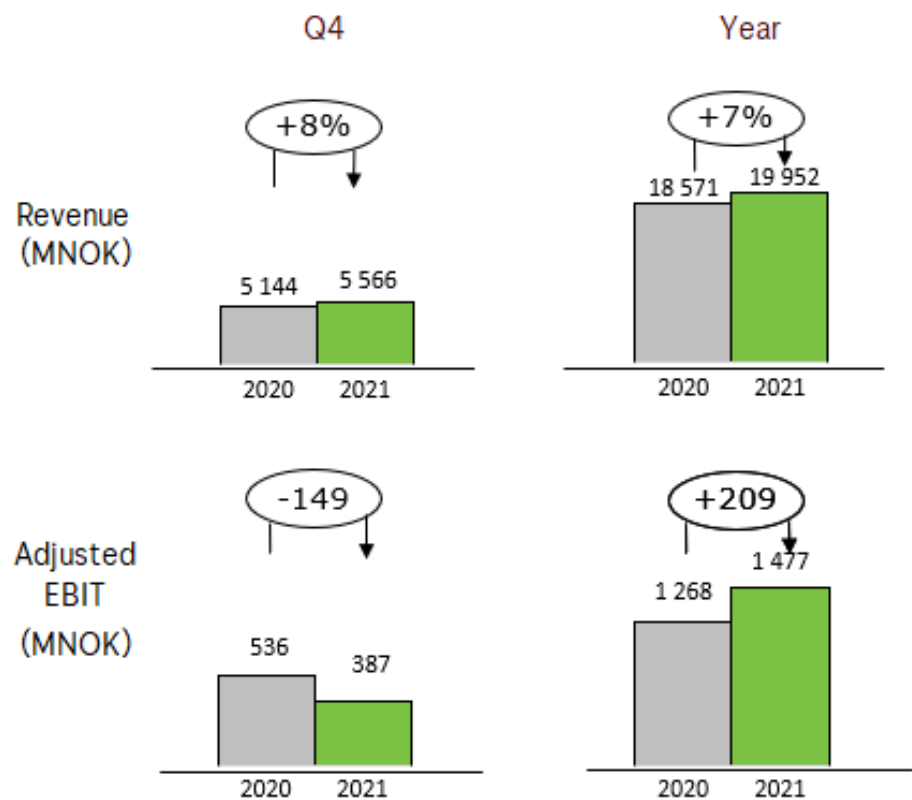 Q4
Year
+8%
+7%
Revenue
(MNOK)
5 144
5 566
18 571
19 952
2020
2021
2020
2021
-149
+209
Adjusted
EBIT
(MNOK)
536
387
1 268
1 477
2020
2021
2020
2021